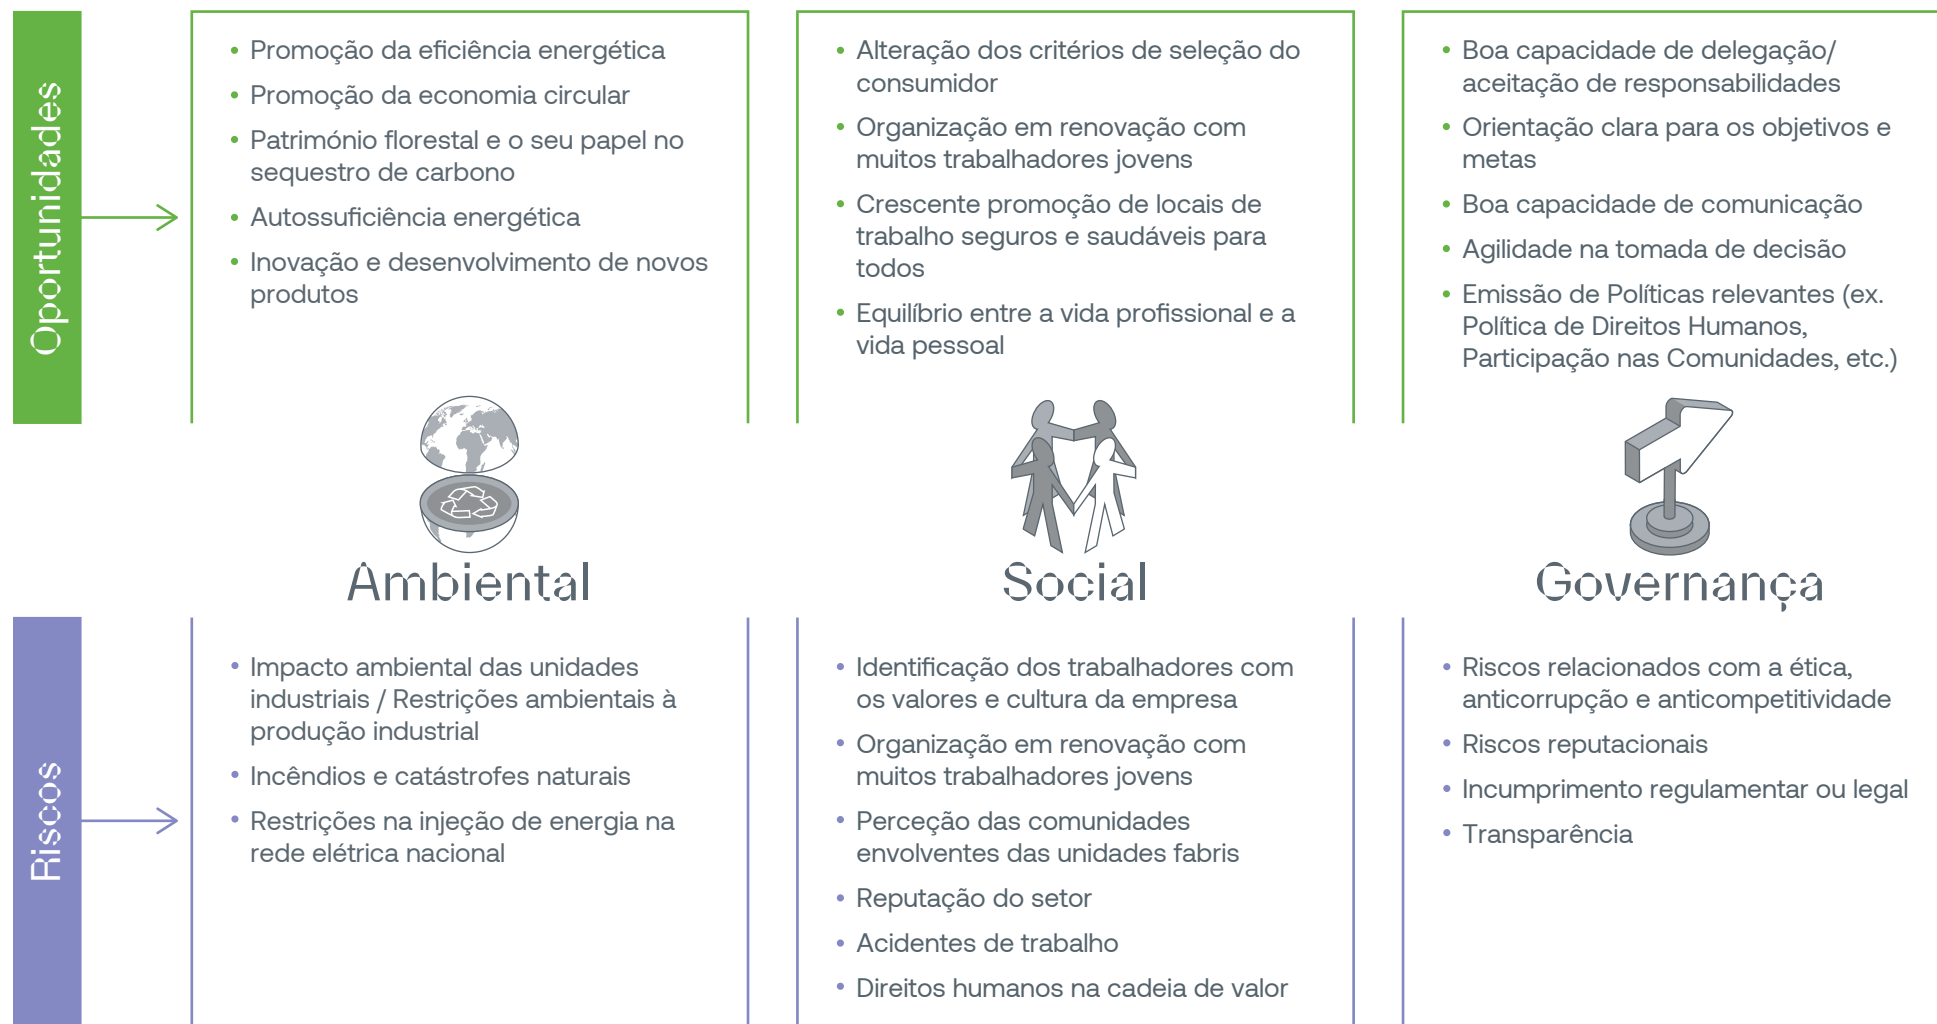 Oportunidades
• Promoção da eficiência energética
• Promoção da economia circular
• Património florestal e o seu papel no
sequestro de carbono
• Autossuficiência energética
• Inovação e desenvolvimento de novos
produtos
• Alteração dos critérios de seleção do
consumidor
• Organização em renovação com
muitos trabalhadores jovens
• Crescente promoção de locais de
trabalho seguros e saudáveis para
todos
• Equilíbrio entre a vida profissional e a
vida pessoal
• Boa capacidade de delegação/
aceitação de responsabilidades
• Orientação clara para os objetivos e
metas
• Boa capacidade de comunicação
• Agilidade na tomada de decisão
• Emissão de Políticas relevantes (ex.
Política de Direitos Humanos,
Participação nas Comunidades, etc.)
Ambiental
Social
Governança
Riscos
• Impacto ambiental das unidades
industriais / Restrições ambientais à
produção industrial
• Incêndios e catástrofes naturais
• Restrições na injeção de energia na
rede elétrica nacional
• Identificação dos trabalhadores com
os valores e cultura da empresa
• Organização em renovação com
muitos trabalhadores jovens
• Perceção das comunidades
envolventes das unidades fabris
• Reputação do setor
• Acidentes de trabalho
• Direitos humanos na cadeia de valor
• Riscos relacionados com a ética,
anticorrupção e anticompetitividade
• Riscos reputacionais
• Incumprimento regulamentar ou legal
• Transparência